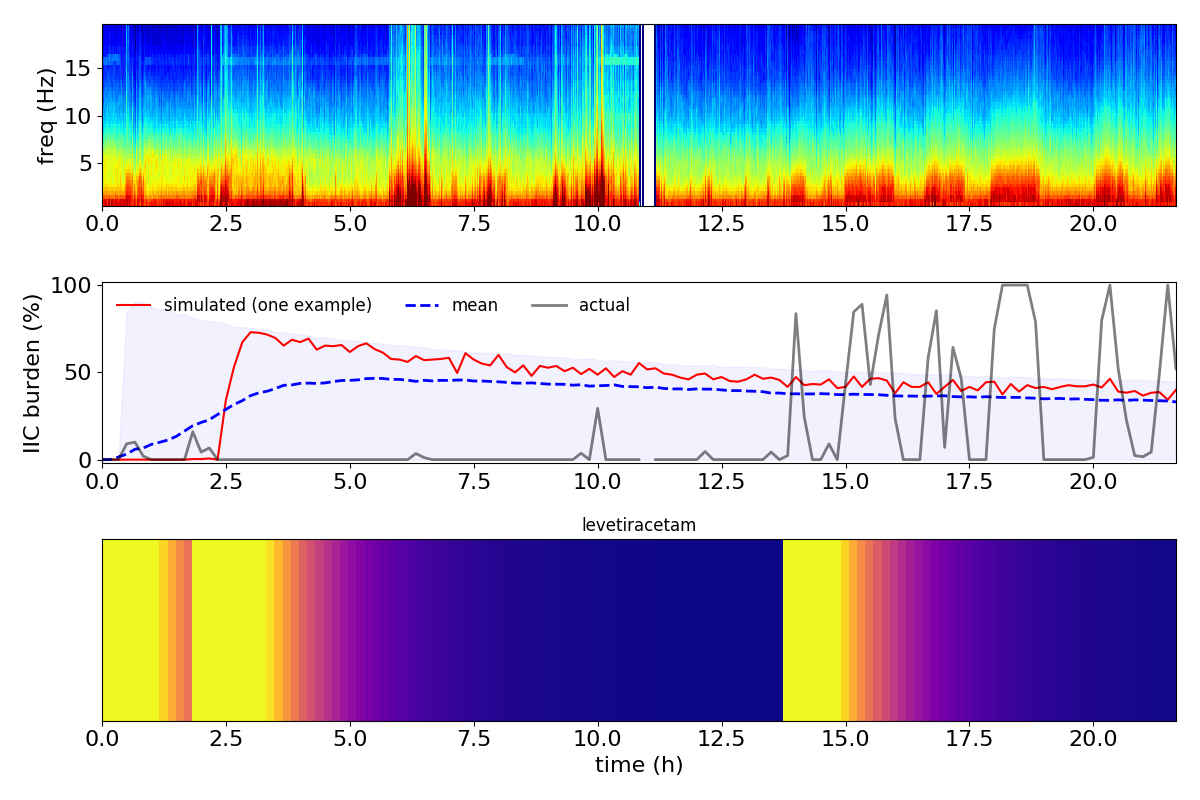 freq (Hz)
15
10
5
0.0 2.5 5.0 7.5 10.0 12.5 15.0 17.5 20.0
IIC burden (%)
100
50
0
simulated (one example) mean actual
0.0 2.5 5.0 7.5 10.0 12.5 15.0 17.5 20.0
levetiracetam
0.0 2.5 5.0 7.5 10.0 12.5 15.0 17.5 20.0
time (h)